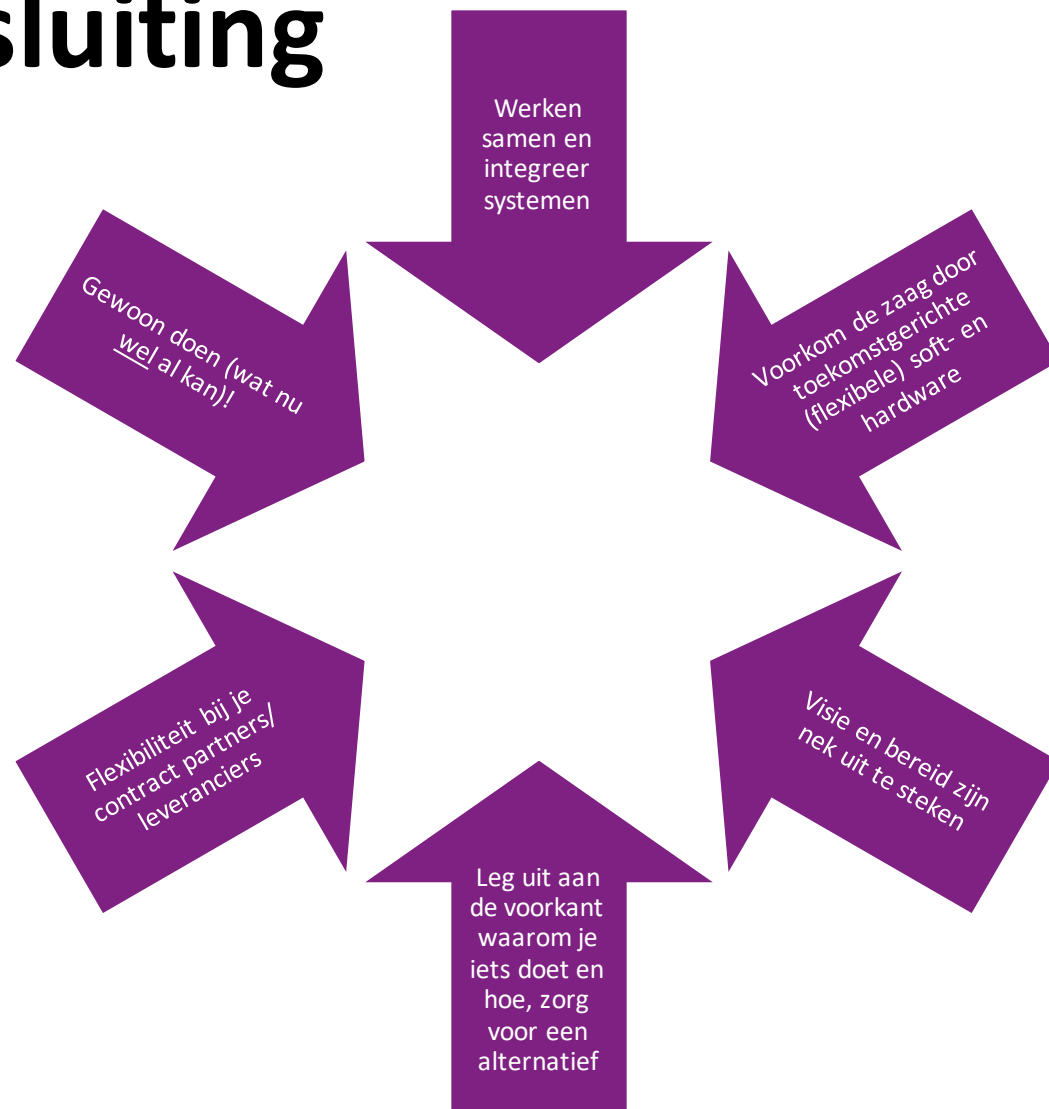 sluiting
Werken
samen en
integreer
systemen
Voorkom de zaag door
toekomstgerichte
(flexibele) soft- en
hardware
Visie en bereid zijn
nek uit te steken
Leg uit aan
de voorkant
waarom je
iets doet en
hoe, zorg
voor een
alternatief
Flexibiliteit bij je
contract partners/
leveranciers
Gewoon doen (wat nu
wel al kan)!